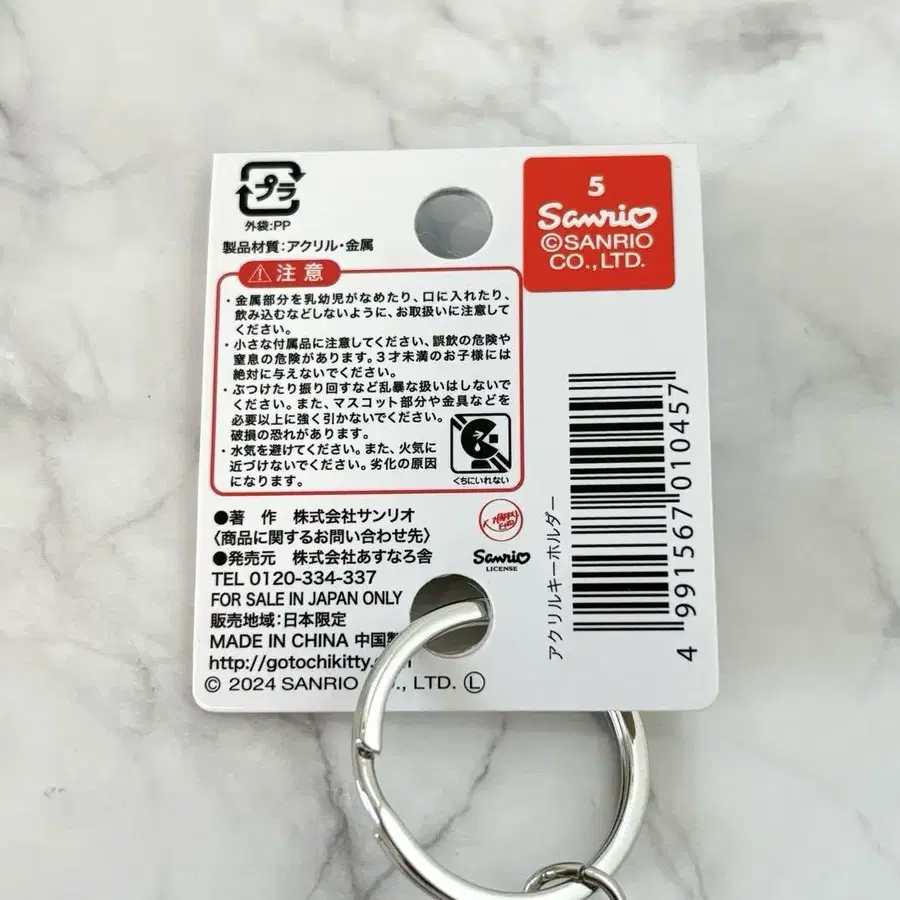 プラ
外袋:PP
製品材質:アクリル・金属
5
Sanrio
©SANRIO
CO.,LTD.
注意
・金属部分を乳幼児がなめたり、口に入れたり、
飲み込むなどしないように、お取扱いに注意して
ください。
・小さな付属品に注意してください、誤飲の危険や
窒息の危険があります。3才未満のお子様には
絶対に与えないでください。
・ぶつけたり振り回すなど乱暴な扱いはしないで
ください。また、マスコット部分や金具などを
必要以上に強く引かないでください。
破損の恐れがあります。
・水気を避けてください。また、火気に
近づけないでください。劣化の原因
になります。
くちにいれない
●著 作 株式会社サンリオ
〈商品に関するお問い合わせ先〉
●発売元 株式会社あすなろ舎
TEL 0120-334-337
FOR SALE IN JAPAN ONLY
販売地域:日本限定
MADE IN CHINA 中国製
http://gotochikitty.
© 2024 SANRIO CO., LTD. Ⓛ
Sanrio
LICENSE
アクリルキーホルダー
4 991567 010457